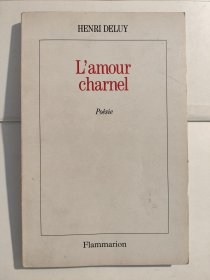 HENRI DELUY
L'amour
charnel
Poésie
Flammarion